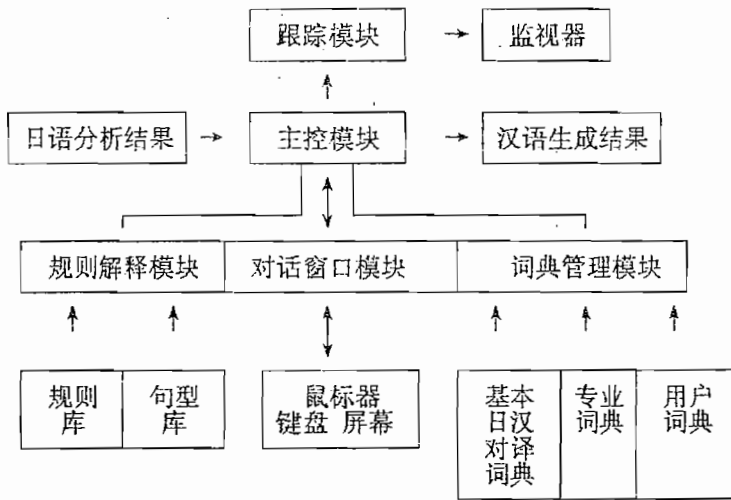 跟踪模块
监视器
日语分析结果
主控模块
汉语生成结果
规则解释模块
对话窗口模块
词典管理模块
规则
库
句型
库
鼠标器
键盘 屏幕
基本
日汉
对译
词典
专业
词典
用户
词典